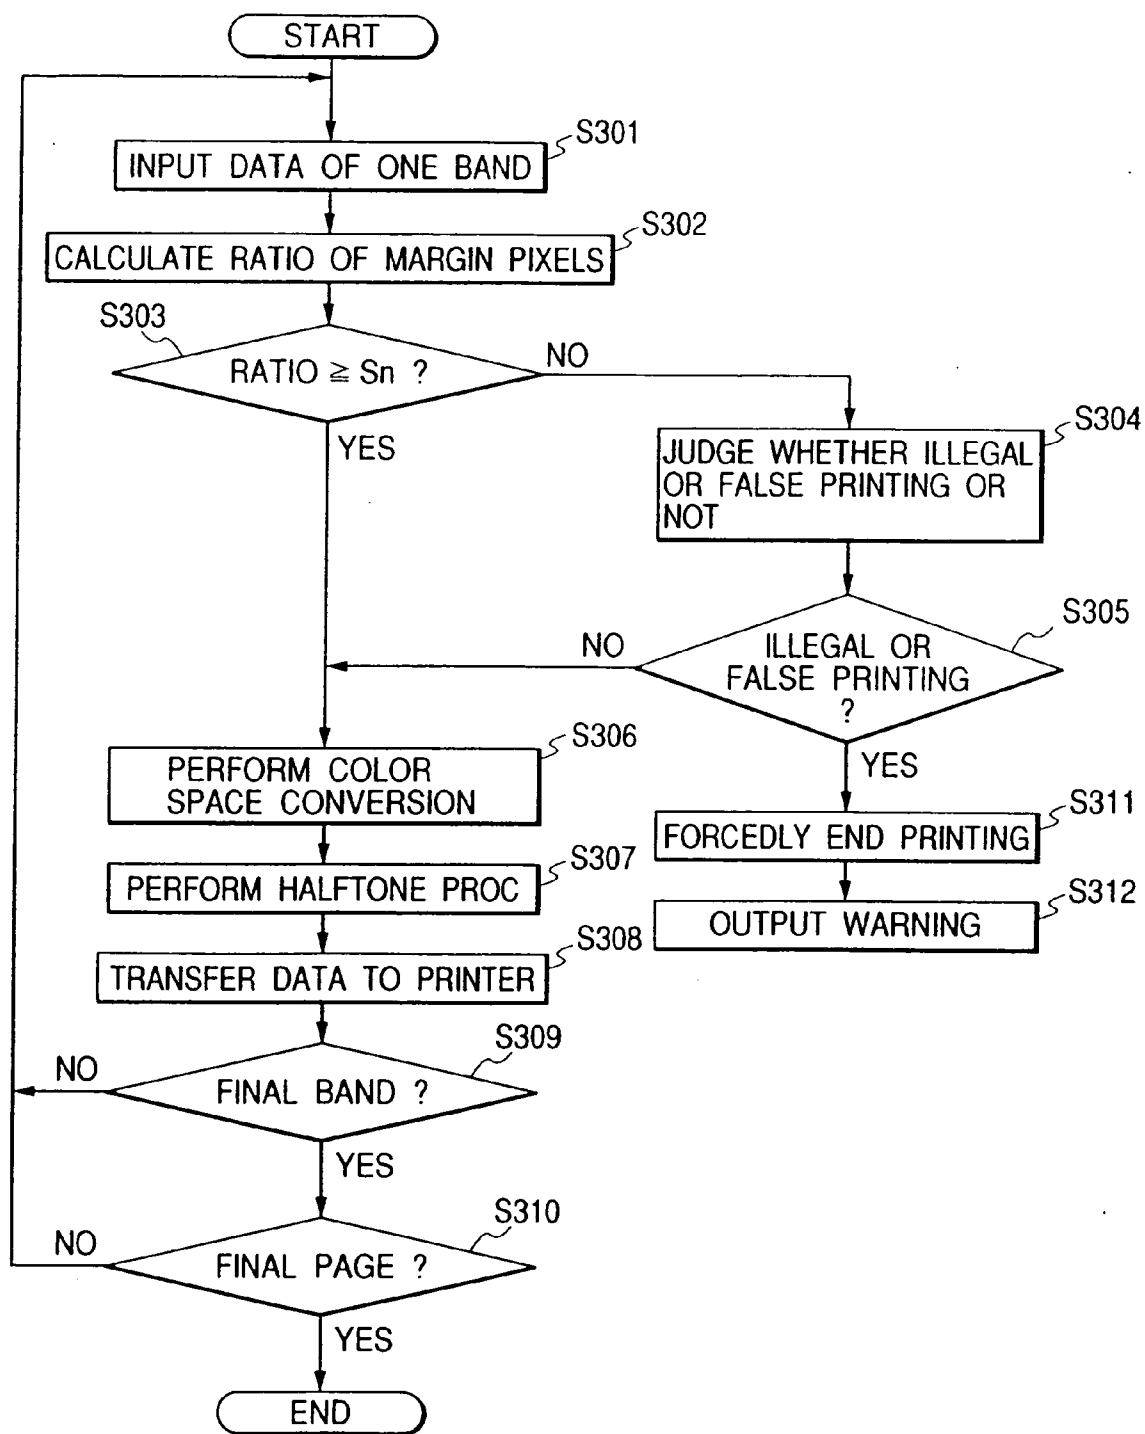 START
S301
INPUT DATA OF ONE BAND
S302
CALCULATE RATIO OF MARGIN PIXELS
S303
RATIO ≧ Sn ?
NO
YES
S304
JUDGE WHETHER ILLEGAL
OR FALSE PRINTING OR
NOT
S305
ILLEGAL OR
FALSE PRINTING
?
NO
YES
S306
PERFORM COLOR
SPACE CONVERSION
S311
FORCEDLY END PRINTING
S307
PERFORM HALFTONE PROC
S312
OUTPUT WARNING
S308
TRANSFER DATA TO PRINTER
S309
FINAL BAND ?
NO
YES
S310
FINAL PAGE ?
NO
YES
END